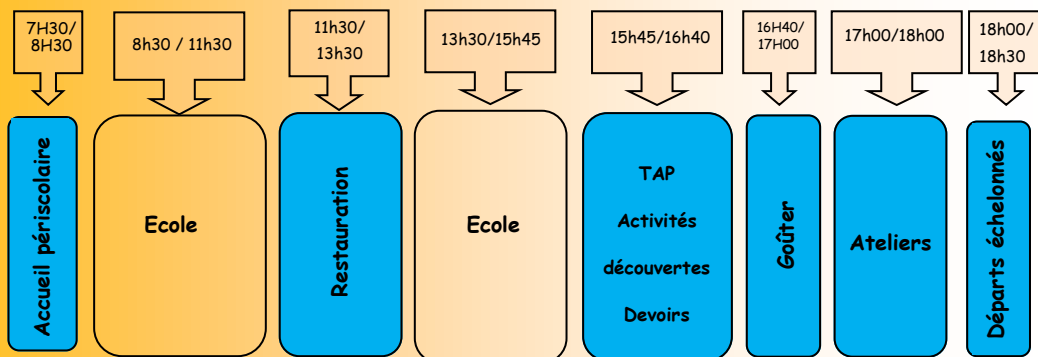 7H30/
8H30
8h30 / 11h30
11h30/
13h30
13h30/15h45
15h45/16h40
16H40/
17H00
17h00/18h00
18h00/
18h30
Accueil périscolaire
Ecole
Restauration
Ecole
TAP
Activités
découvertes
Devoirs
Goûter
Ateliers
Départs échelonnés